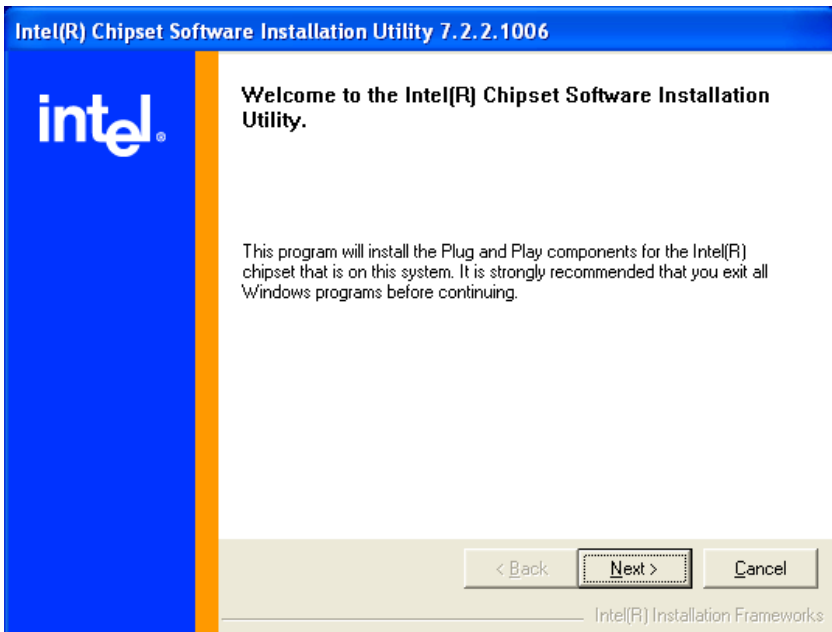 Intel(R) Chipset Software Installation Utility 7.2.2.1006
intel®
Welcome to the Intel(R) Chipset Software Installation
Utility.
This program will install the Plug and Play components for the Intel(R)
chipset that is on this system. It is strongly recommended that you exit all
Windows programs before continuing.
< Back
Next >
Cancel
Intel(R) Installation Frameworks